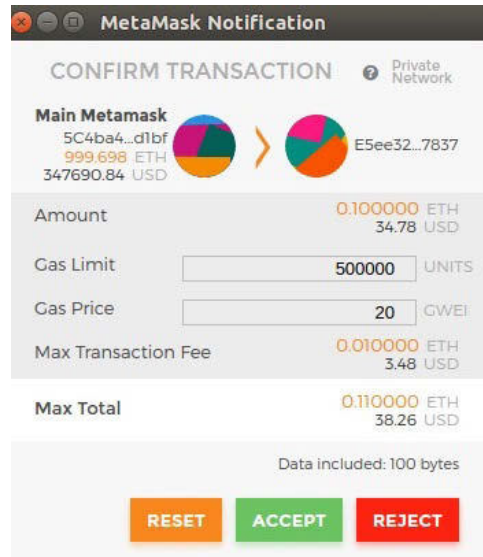 MetaMask Notification
CONFIRM TRANSACTION ? Private Network
Main Metamask
5C4ba4...d1bf
999.698 ETH
347690.84 USD
E5ee32...7837
Amount 0.100000 ETH
34.78 USD
Gas Limit 500000 UNITS
Gas Price 20 GWEI
Max Transaction Fee 0.010000 ETH
3.48 USD
Max Total 0.110000 ETH
38.26 USD
Data included: 100 bytes
RESET ACCEPT REJECT